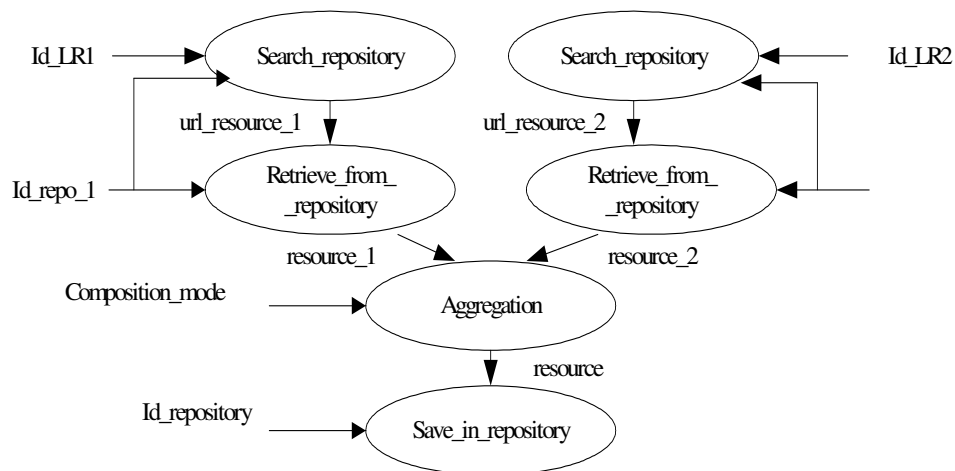 Id_LR1
Search_repository
Search_repository
Id_LR2
url_resource_1
url_resource_2
Id_repo_1
Retrieve_from_
_repository
Retrieve_from_
_repository
resource_1
resource_2
Composition_mode
Aggregation
resource
Id_repository
Save_in_repository